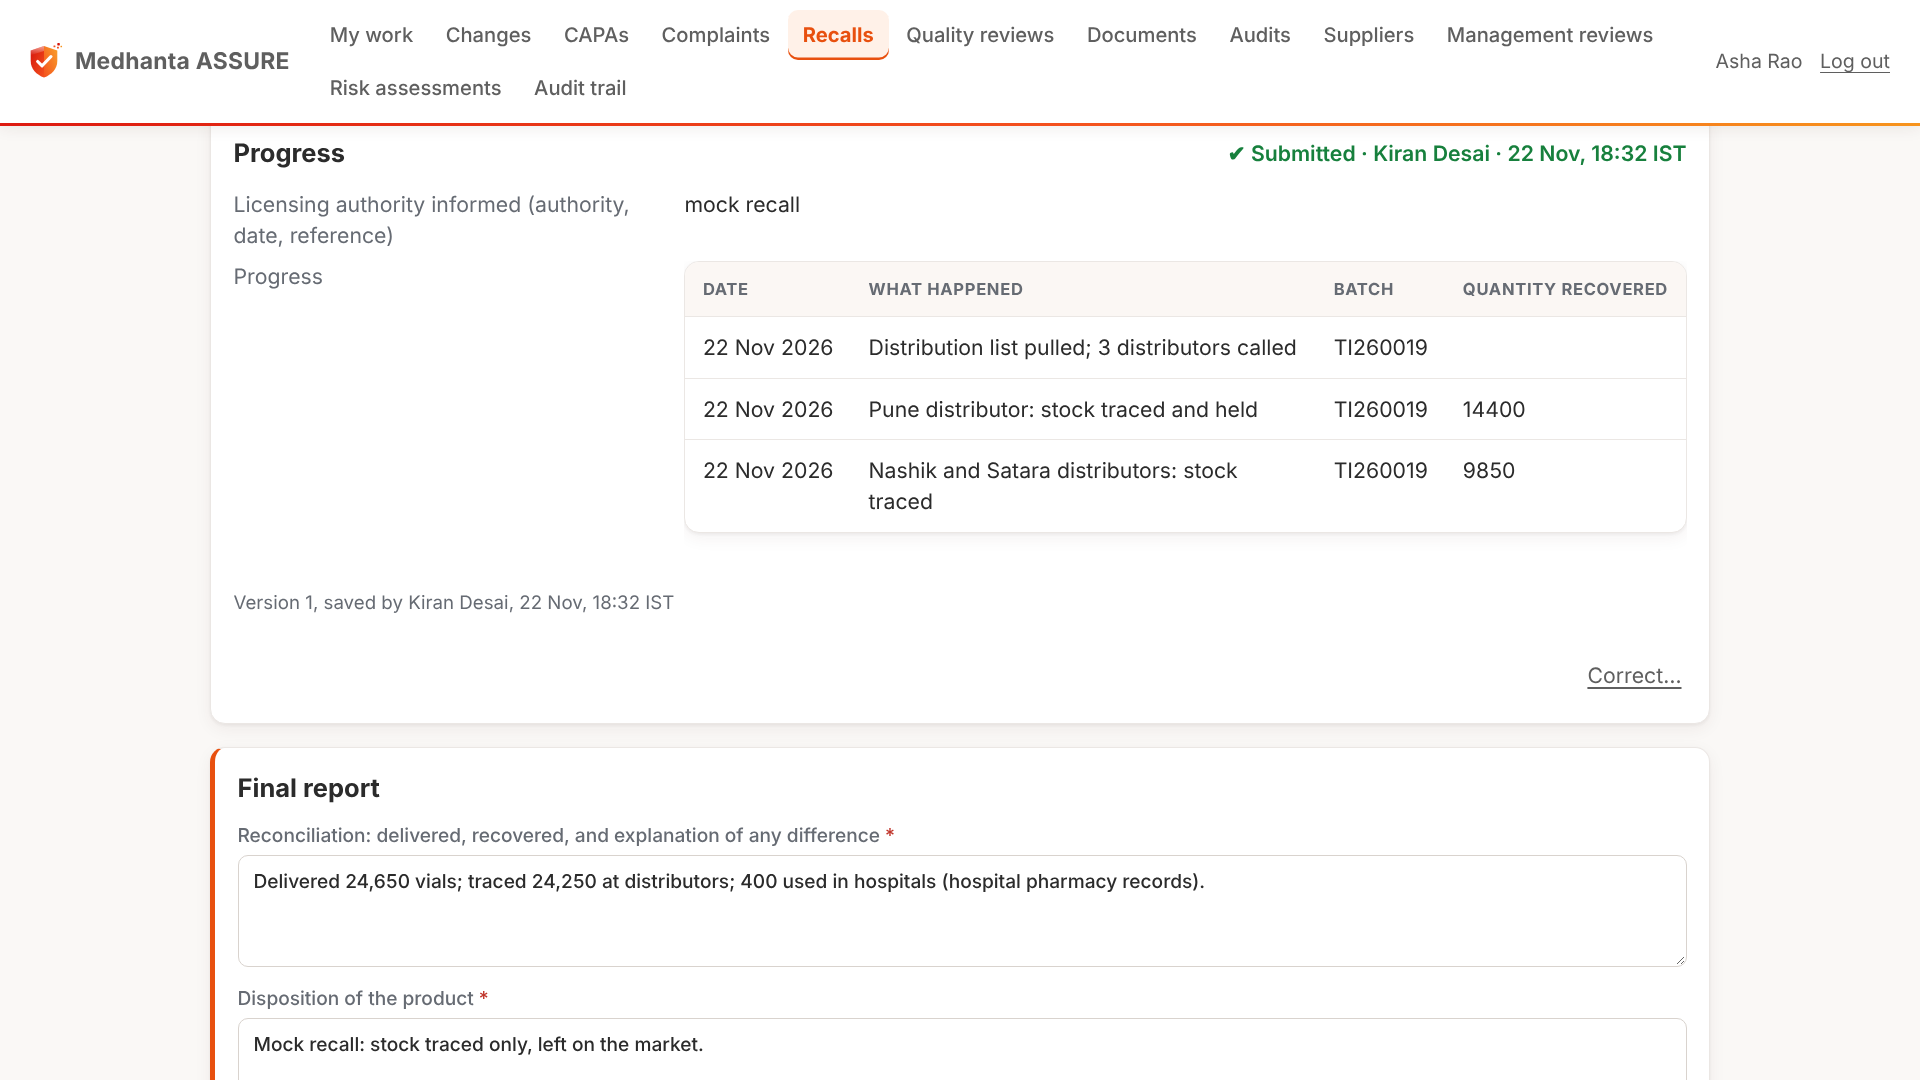 Medhanta ASSURE
My work Changes CAPAs Complaints Recalls Quality reviews Documents Audits Suppliers Management reviews
Risk assessments Audit trail
Asha Rao Log out
Progress
✔ Submitted · Kiran Desai · 22 Nov, 18:32 IST
Licensing authority informed (authority,
date, reference)
mock recall
Progress
DATE WHAT HAPPENED BATCH QUANTITY RECOVERED
22 Nov 2026 Distribution list pulled; 3 distributors called TI260019
22 Nov 2026 Pune distributor: stock traced and held TI260019 14400
22 Nov 2026 Nashik and Satara distributors: stock
traced
TI260019 9850
Version 1, saved by Kiran Desai, 22 Nov, 18:32 IST
Correct...
Final report
Reconciliation: delivered, recovered, and explanation of any difference *
Delivered 24,650 vials; traced 24,250 at distributors; 400 used in hospitals (hospital pharmacy records).
Disposition of the product *
Mock recall: stock traced only, left on the market.